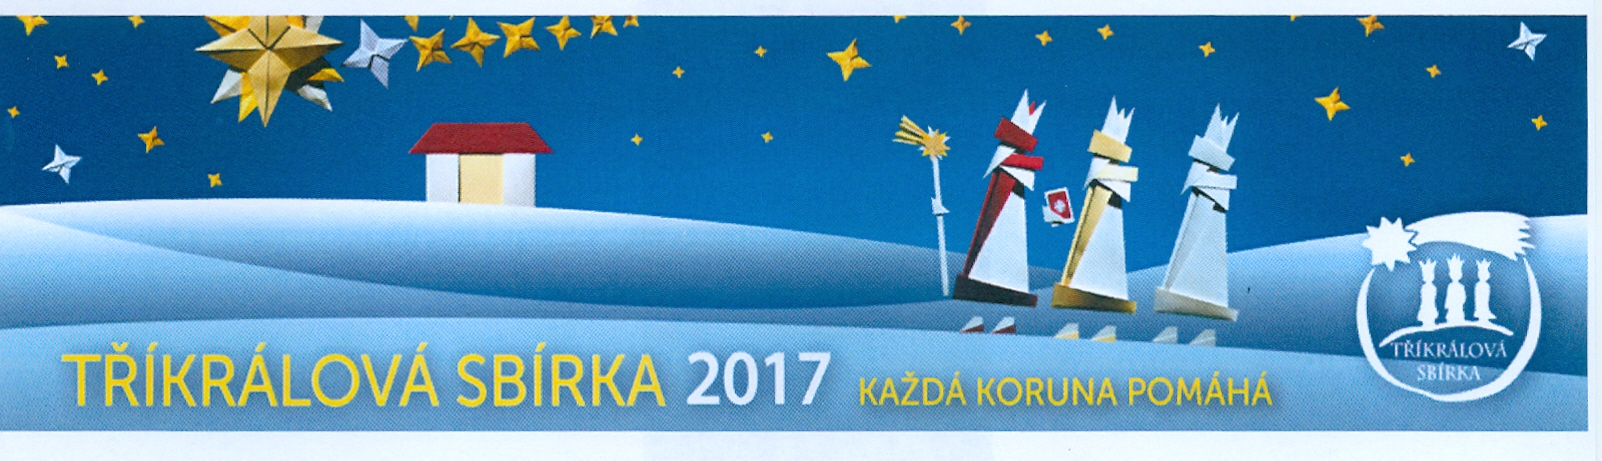 TŘÍKRÁLOVÁ SBÍRKA 2017 KAŽDÁ KORUNA POMÁHÁ
TŘÍKRÁLOVÁ
SBÍRKA